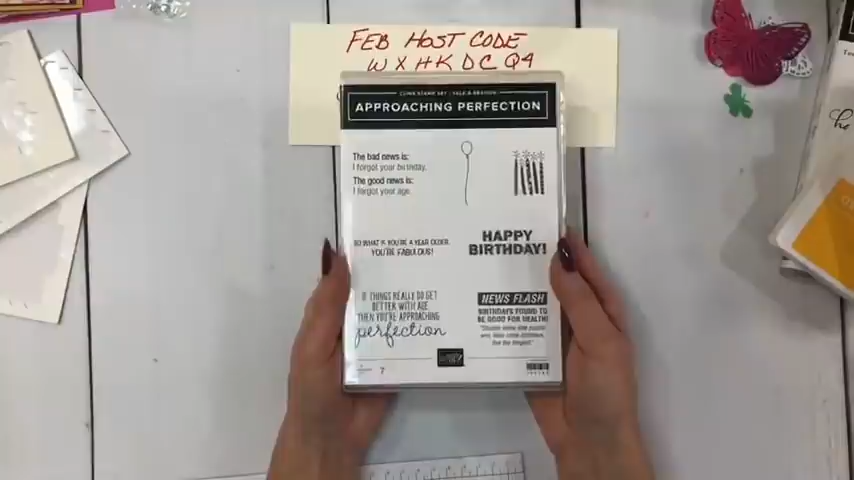 FEB HOST CODE
WXHKDCQ4
APPROACHING PERFECTION
The bad news is:
I forgot your birthday.
The good news is:
I forgot your age.
SO WHAT IF YOU'RE A YEAR OLDER.
YOU'RE FABULOUS!
HAPPY
BIRTHDAY!
IF THINGS REALLY DO GET
BETTER WITH AGE
THEN YOU'RE APPROACHING
perfection
NEWS FLASH
BIRTHDAYS FOUND TO
BE GOOD FOR HEALTH!
7
he